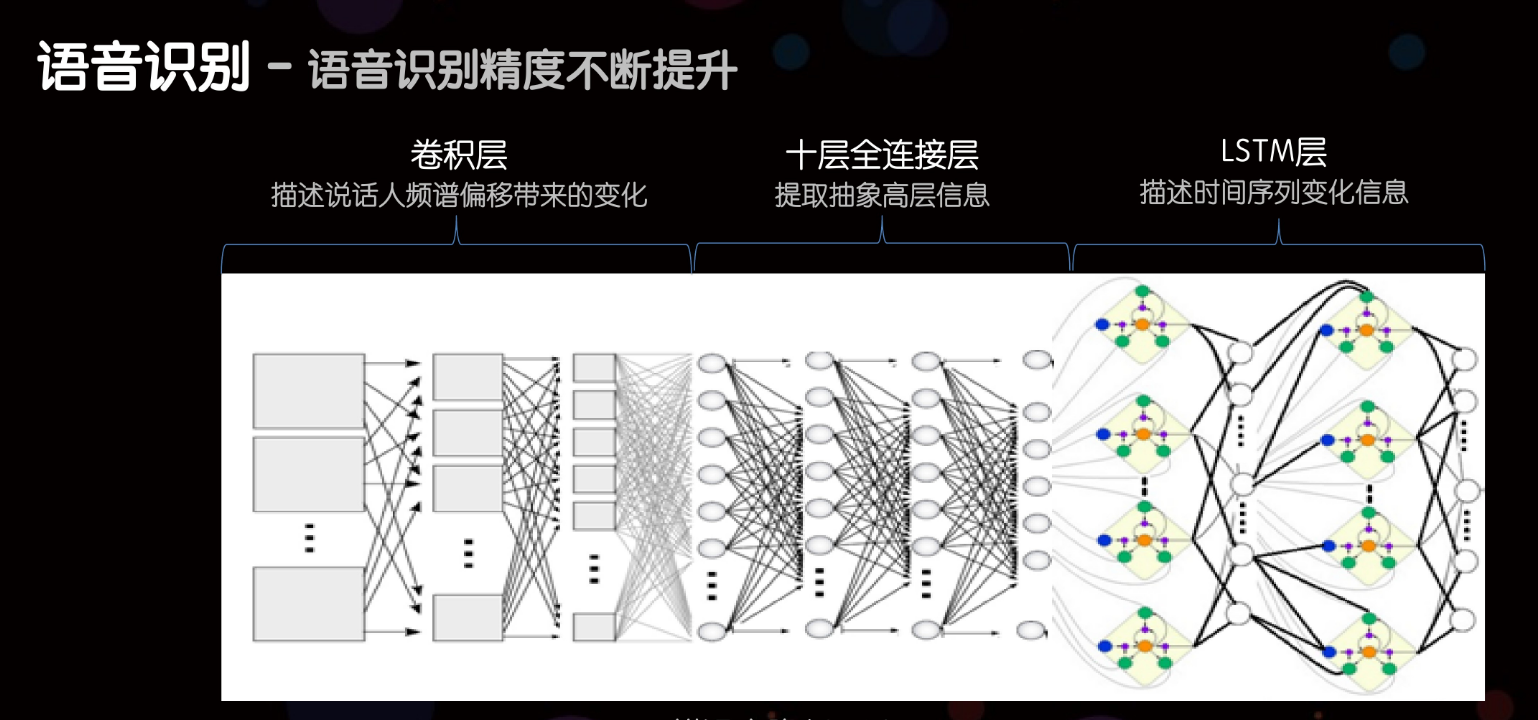 语音识别 - 语音识别精度不断提升
卷积层
描述说话人频谱偏移带来的变化
十层全连接层
提取抽象高层信息
LSTM层
描述时间序列变化信息